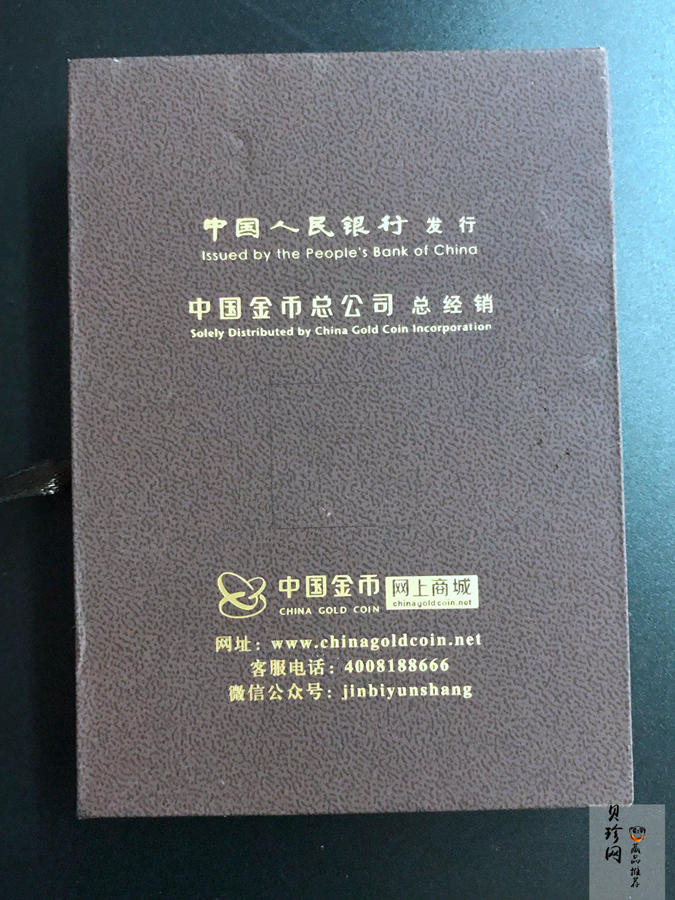 中国人民银行 发行
Issued by the People's Bank of China
中国金币总公司 总经销
Solely Distributed by China Gold Coin Incorporation
中国金币 网上商城
CHINA GOLD COIN chinagoldcoin.net
网址：www.chinagoldcoin.net
客服电话：4008188666
微信公众号：jinbiyunshang
贝珍网
藏品推荐